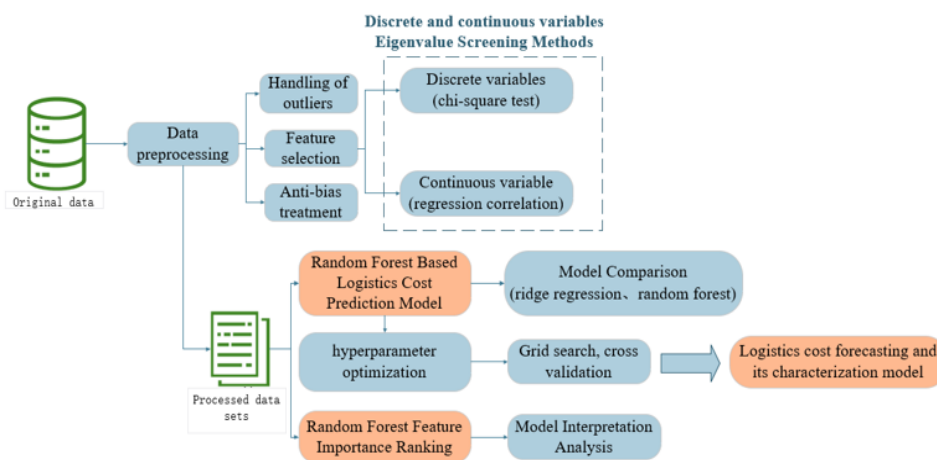 Discrete and continuous variables
Eigenvalue Screening Methods
Handling of
outliers
Discrete variables
(chi-square test)
Data
preprocessing
Feature
selection
Original data
Anti-bias
treatment
Continuous variable
(regression correlation)
Random Forest Based
Logistics Cost
Prediction Model
Model Comparison
(ridge regression、random forest)
hyperparameter
optimization
Grid search, cross
validation
Logistics cost forecasting and
its characterization model
Processed data
sets
Random Forest Feature
Importance Ranking
Model Interpretation
Analysis